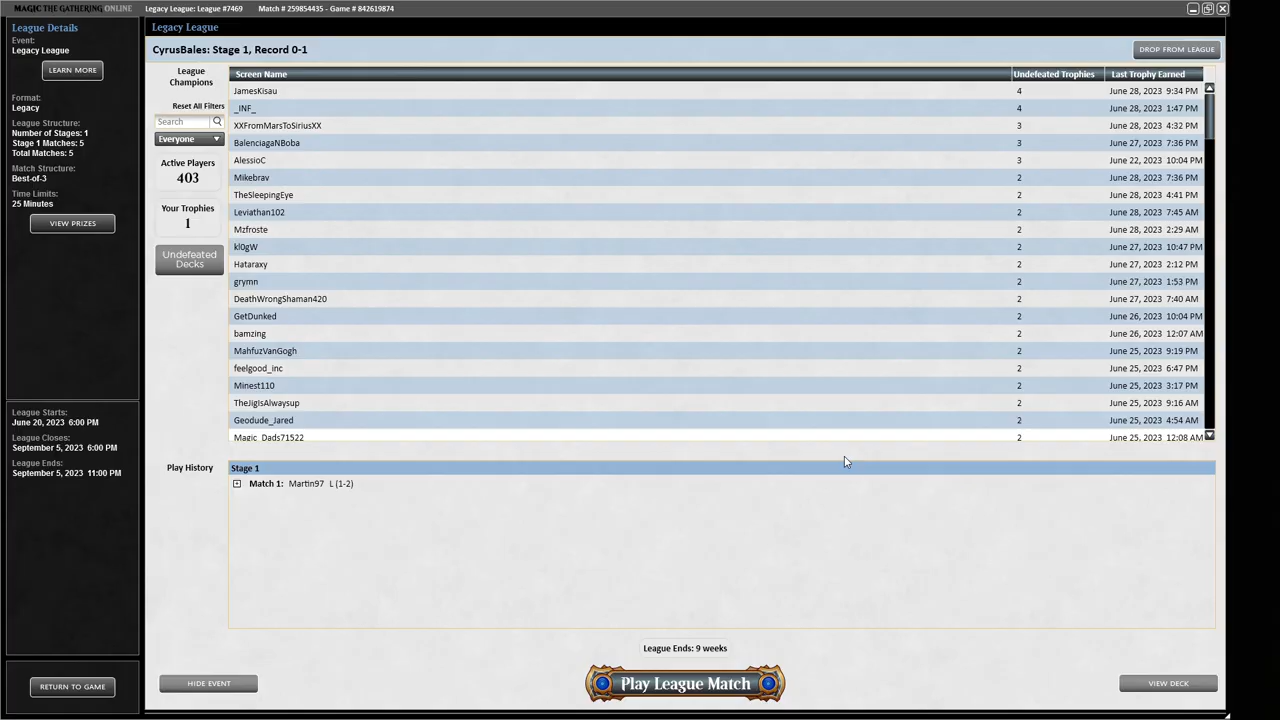 MAGIC THE GATHERING ONLINE
Legacy League: League #7469 Match # 259854435 - Game # 842619874
League Details
Event:
Legacy League
LEARN MORE
Format:
Legacy
League Structure:
Number of Stages: 1
Stage 1 Matches: 5
Total Matches: 5
Match Structure:
Best-of-3
Time Limits:
25 Minutes
VIEW PRIZES
League Starts:
June 20, 2023 6:00 PM
League Closes:
September 5, 2023 6:00 PM
League Ends:
September 5, 2023 11:00 PM
RETURN TO GAME
Legacy League
CyrusBales: Stage 1, Record 0-1
DROP FROM LEAGUE
League
Champions
Reset All Filters
Search
Everyone
Active Players
403
Your Trophies
1
Undefeated
Decks
Screen Name Undefeated Trophies Last Trophy Earned
JamesKisau 4 June 28, 2023 9:34 PM
_INF_ 4 June 28, 2023 1:47 PM
XXFromMarsToSiriusXX 3 June 28, 2023 4:32 PM
BalenciagaNBoba 3 June 27, 2023 7:36 PM
AlessioC 3 June 22, 2023 10:04 PM
Mikebrav 2 June 28, 2023 7:36 PM
TheSleepingEye 2 June 28, 2023 4:41 PM
Leviathan102 2 June 28, 2023 7:45 AM
Mzfroste 2 June 28, 2023 2:29 AM
kl0gW 2 June 27, 2023 10:47 PM
Hataraxy 2 June 27, 2023 2:12 PM
grymn 2 June 27, 2023 1:53 PM
DeathWrongShaman420 2 June 27, 2023 7:40 AM
GetDunked 2 June 26, 2023 10:04 PM
bamzing 2 June 26, 2023 12:07 AM
MahfuzVanGogh 2 June 25, 2023 9:19 PM
feelgood_inc 2 June 25, 2023 6:47 PM
Minest110 2 June 25, 2023 3:17 PM
TheJigIsAlwaysup 2 June 25, 2023 9:16 AM
Geodude_Jared 2 June 25, 2023 4:54 AM
Magic_Dads71522 2 June 25, 2023 12:08 AM
Play History
Stage 1
Match 1: Martin97 L (1-2)
League Ends: 9 weeks
HIDE EVENT
Play League Match
VIEW DECK